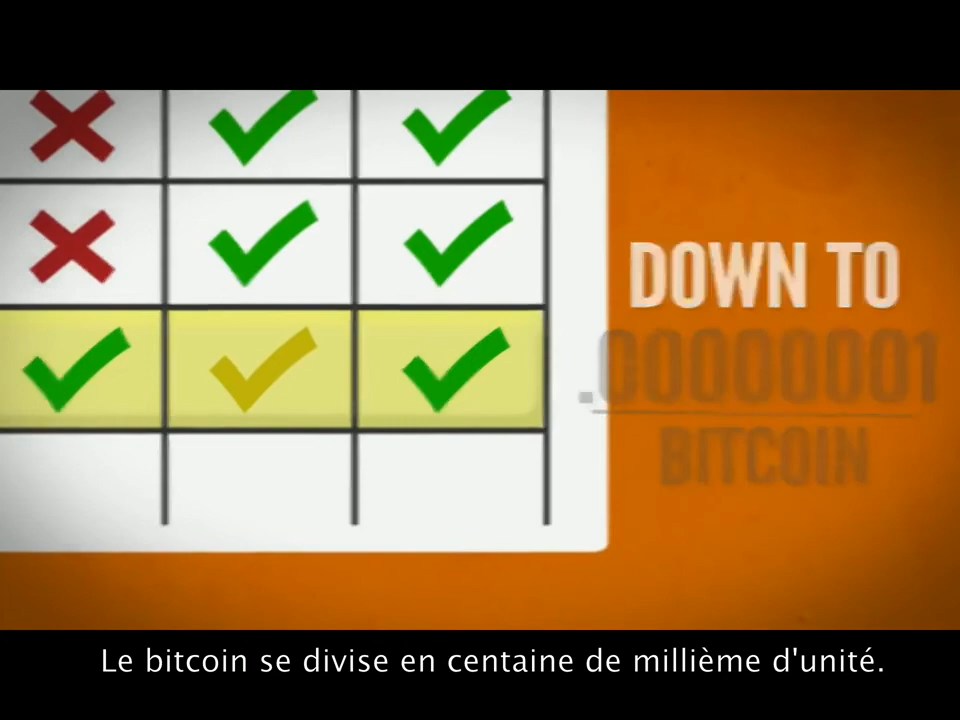 DOWN TO
.00000001
BITCOIN
Le bitcoin se divise en centaine de millième d'unité.